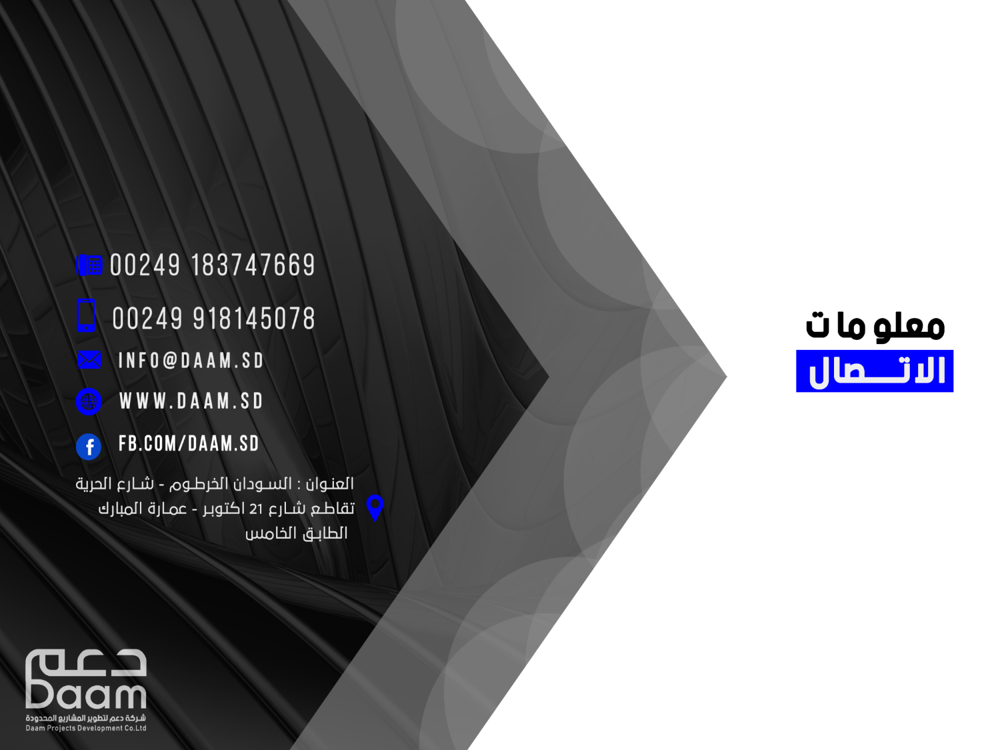 معلومات
الاتـــصال
00249 183747669
00249 918145078
INFO@DAAM.SD
WWW.DAAM.SD
FB.COM/DAAM.SD
العنوان : السودان الخرطوم - شارع الحرية
تقاطع شارع 21 اكتوبر - عمارة المبارك
الطابق الخامس
دعم
Daam
شركة دعم لتطوير المشاريع المحدودة
Daam Projects Development Co.Ltd